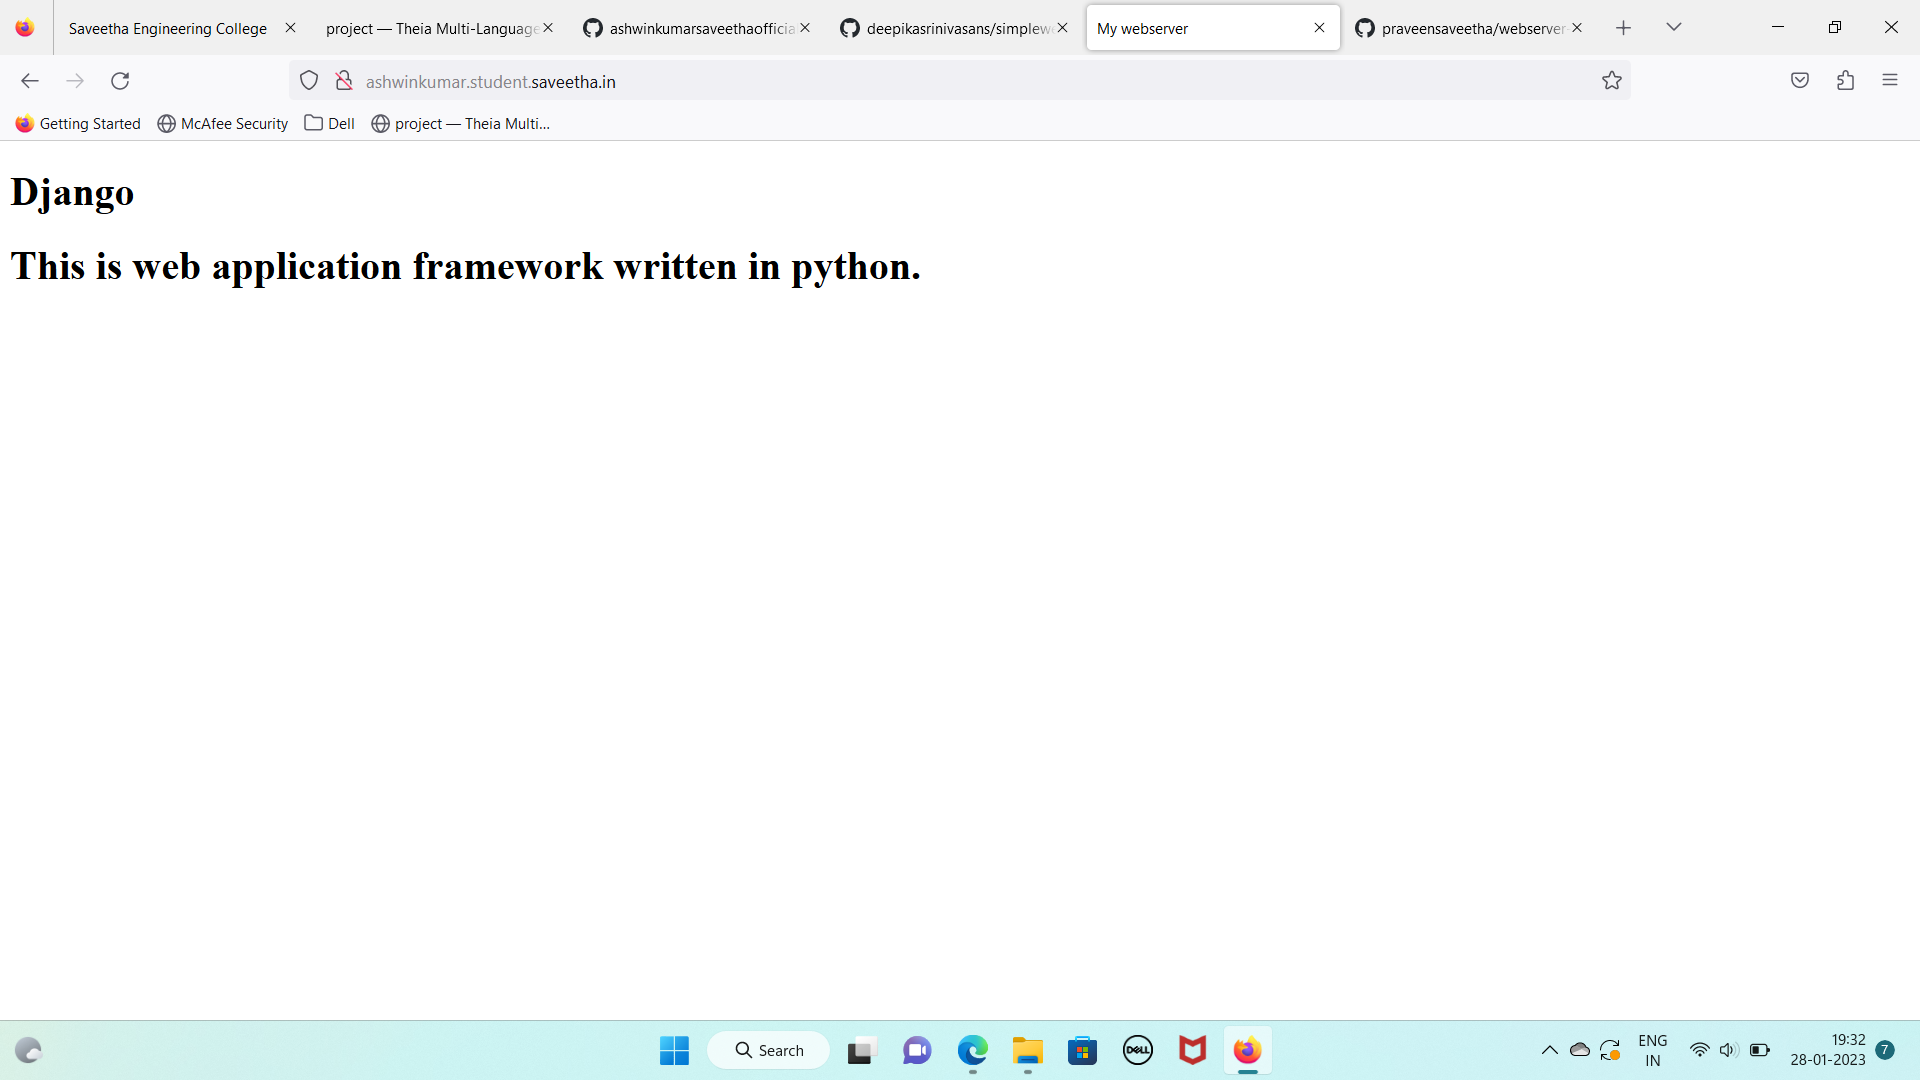 Saveetha Engineering College
project — Theia Multi-Language
ashwinkumarsaveethaofficia
deepikasrinivasans/simplewe
My webserver
praveensaveetha/webserver
ashwinkumar.student.saveetha.in
Getting Started
McAfee Security
Dell
project — Theia Multi...
Django
This is web application framework written in python.
Search
DELL
ENG
IN
19:32
28-01-2023
7